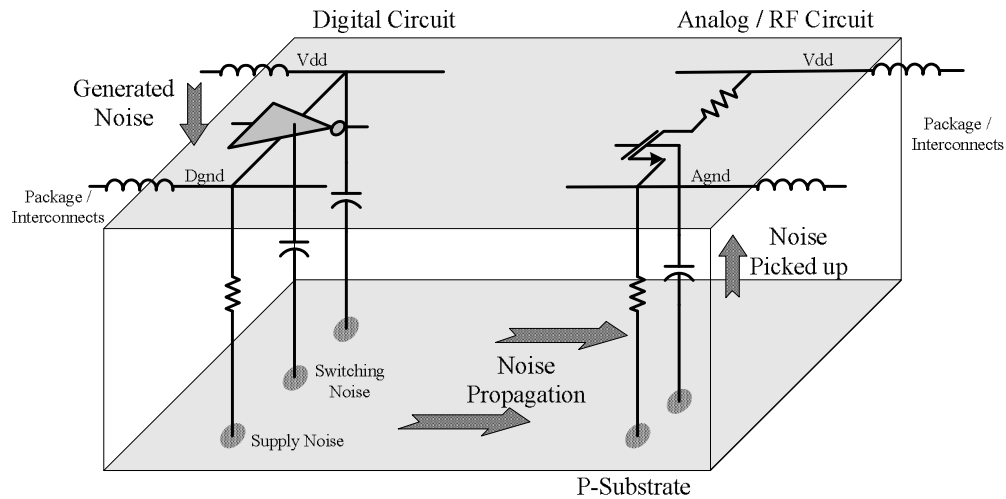 Digital Circuit
Analog / RF Circuit
Vdd
Vdd
Generated
Noise
Package /
Interconnects
Dgnd
Agnd
Package /
Interconnects
Noise
Picked up
Switching
Noise
Noise
Propagation
Supply Noise
P-Substrate